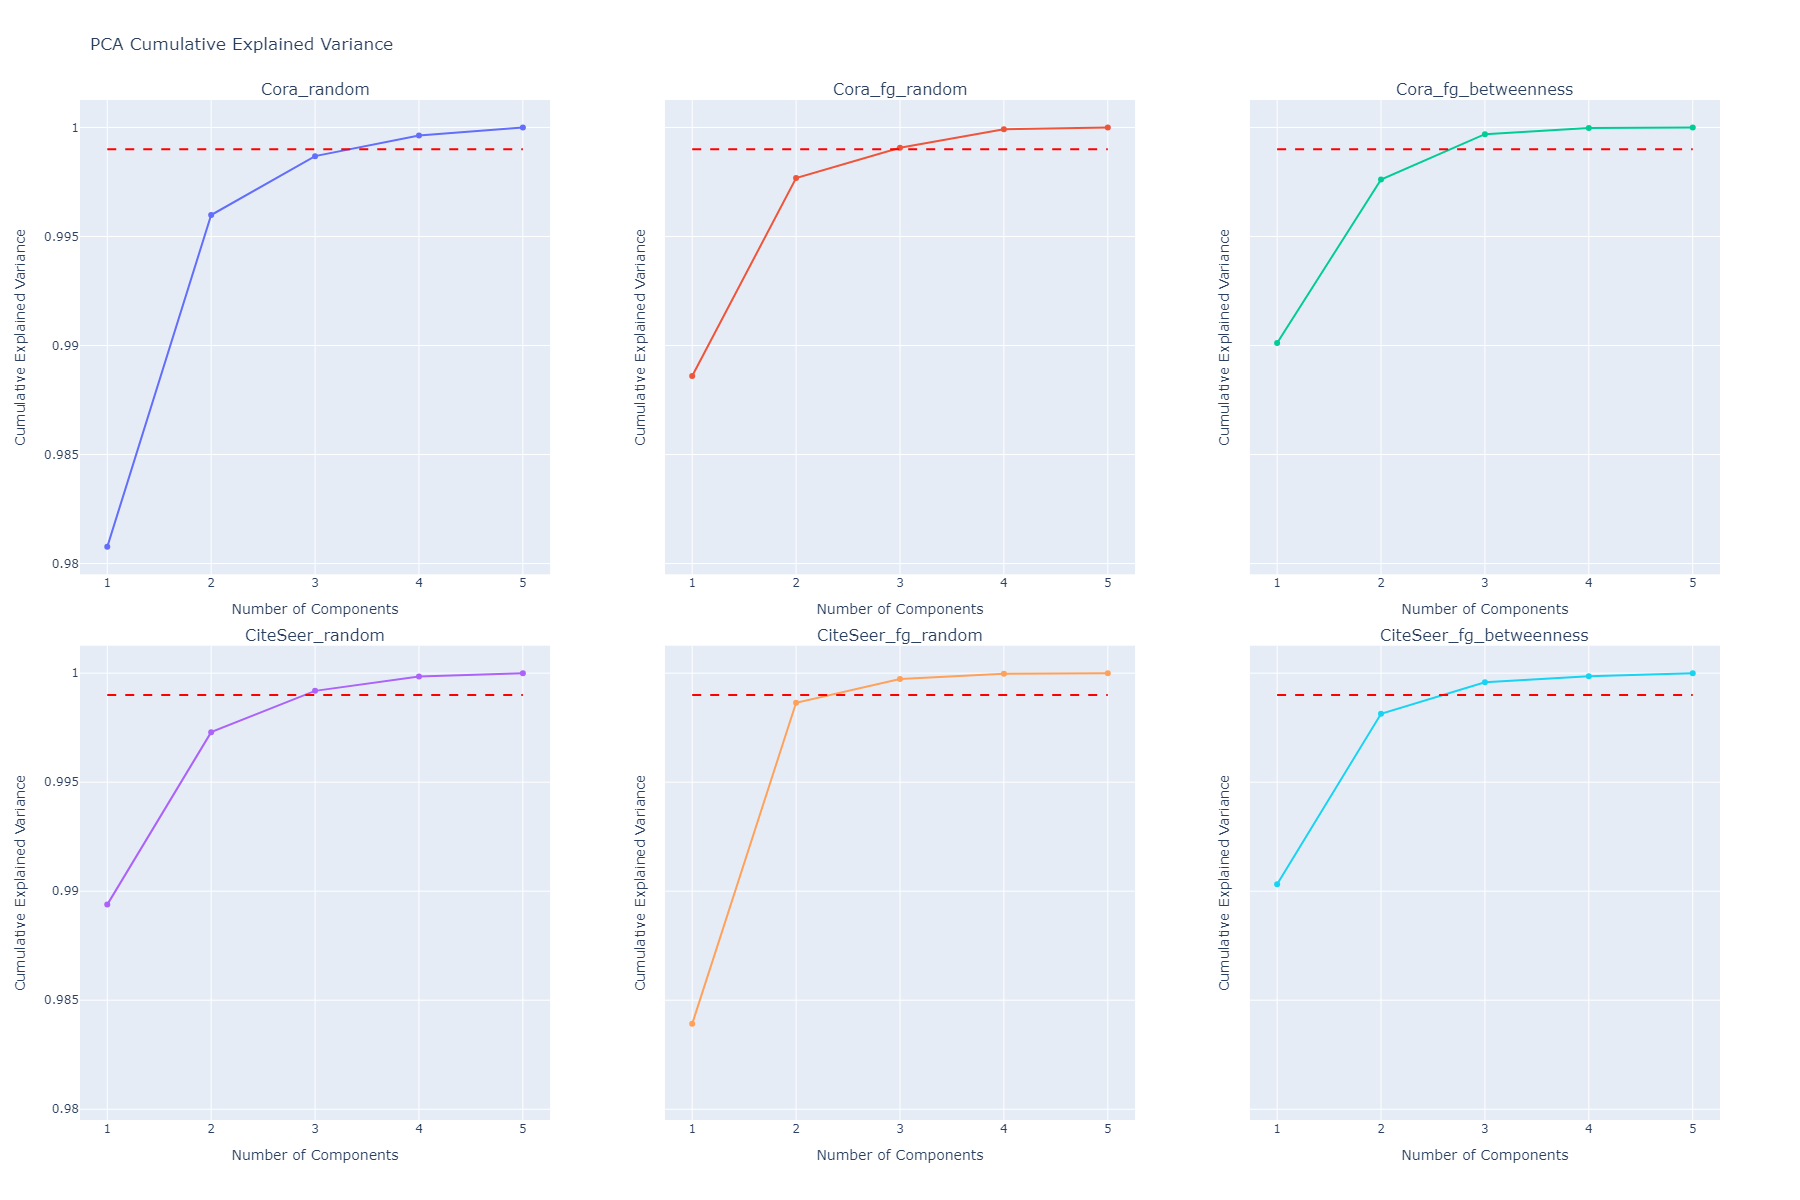 PCA Cumulative Explained Variance
Cora_random
Cora_fg_random
Cora_fg_betweenness
1
0.995
0.99
0.985
0.98
Cumulative Explained Variance
Cumulative Explained Variance
Cumulative Explained Variance
1 2 3 4 5
1 2 3 4 5
1 2 3 4 5
Number of Components
Number of Components
Number of Components
CiteSeer_random
CiteSeer_fg_random
CiteSeer_fg_betweenness
1
0.995
0.99
0.985
0.98
Cumulative Explained Variance
Cumulative Explained Variance
Cumulative Explained Variance
1 2 3 4 5
1 2 3 4 5
1 2 3 4 5
Number of Components
Number of Components
Number of Components